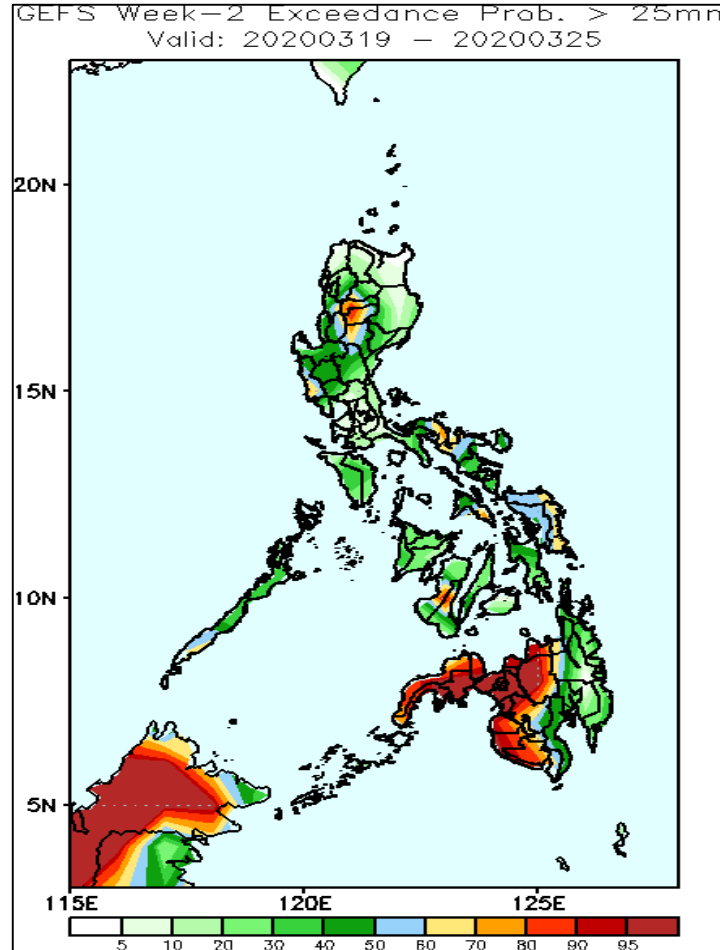 GEFS Week-2 Exceedance Prob. > 25mm
Valid: 20200319 - 20200325
20N
15N
10N
5N
115E 120E 125E
5 10 20 30 40 50 60 70 80 90 95